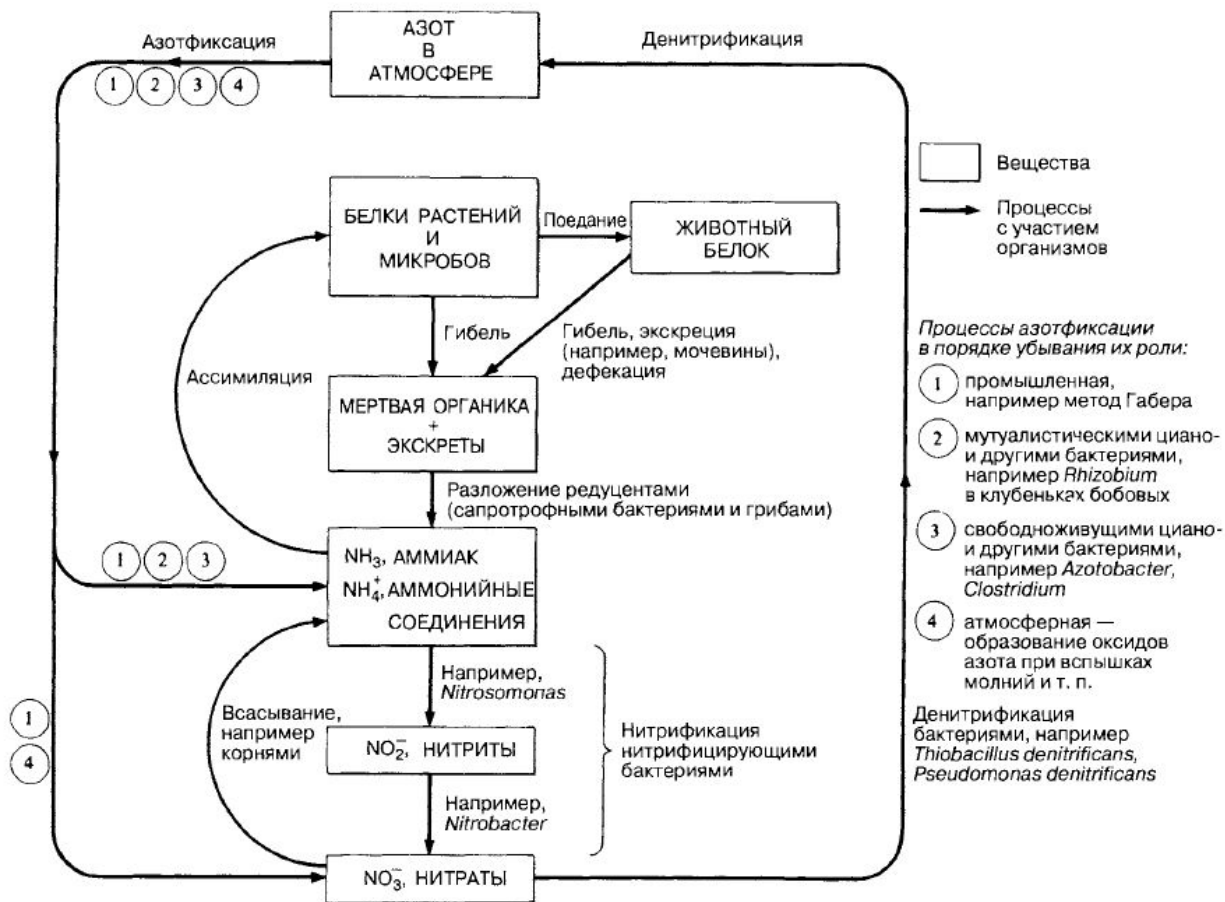 Азотфиксация
1 2 3 4
АЗОТ
В
АТМОСФЕРЕ
Денитрификация
БЕЛКИ РАСТЕНИЙ
И
МИКРОБОВ
Поедание
ЖИВОТНЫЙ
БЕЛОК
Гибель
Гибель, экскреция
(например, мочевины),
дефекация
Ассимиляция
МЕРТВАЯ ОРГАНИКА
+
ЭКСКРЕТЫ
Разложение редуцентами
(сапротрофными бактериями и грибами)
1 2 3
NH₃, АММИАК
NH₄⁺, АММОНИЙНЫЕ
СОЕДИНЕНИЯ
Например,
Nitrosomonas
1
4
Всасывание,
например
корнями
NO₂⁻, НИТРИТЫ
Нитрификация
нитрифицирующими
бактериями
Например,
Nitrobacter
NO₃⁻, НИТРАТЫ
Вещества
Процессы
с участием
организмов
Процессы азотфиксации
в порядке убывания их роли:
1 промышленная,
например метод Габера
2 мутуалистическими циано-
и другими бактериями,
например Rhizobium
в клубеньках бобовых
3 свободноживущими циано-
и другими бактериями,
например Azotobacter,
Clostridium
4 атмосферная —
образование оксидов
азота при вспышках
молний и т. п.
Денитрификация
бактериями, например
Thiobacillus denitrificans,
Pseudomonas denitrificans